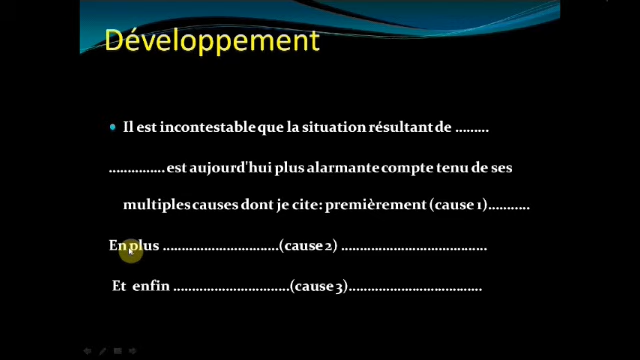 Développement
• Il est incontestable que la situation résultant de .........
............... est aujourd'hui plus alarmante compte tenu de ses
multiples causes dont je cite: premièrement (cause 1)...........
En plus ...............................(cause 2) .......................................
Et enfin ...............................(cause 3)....................................